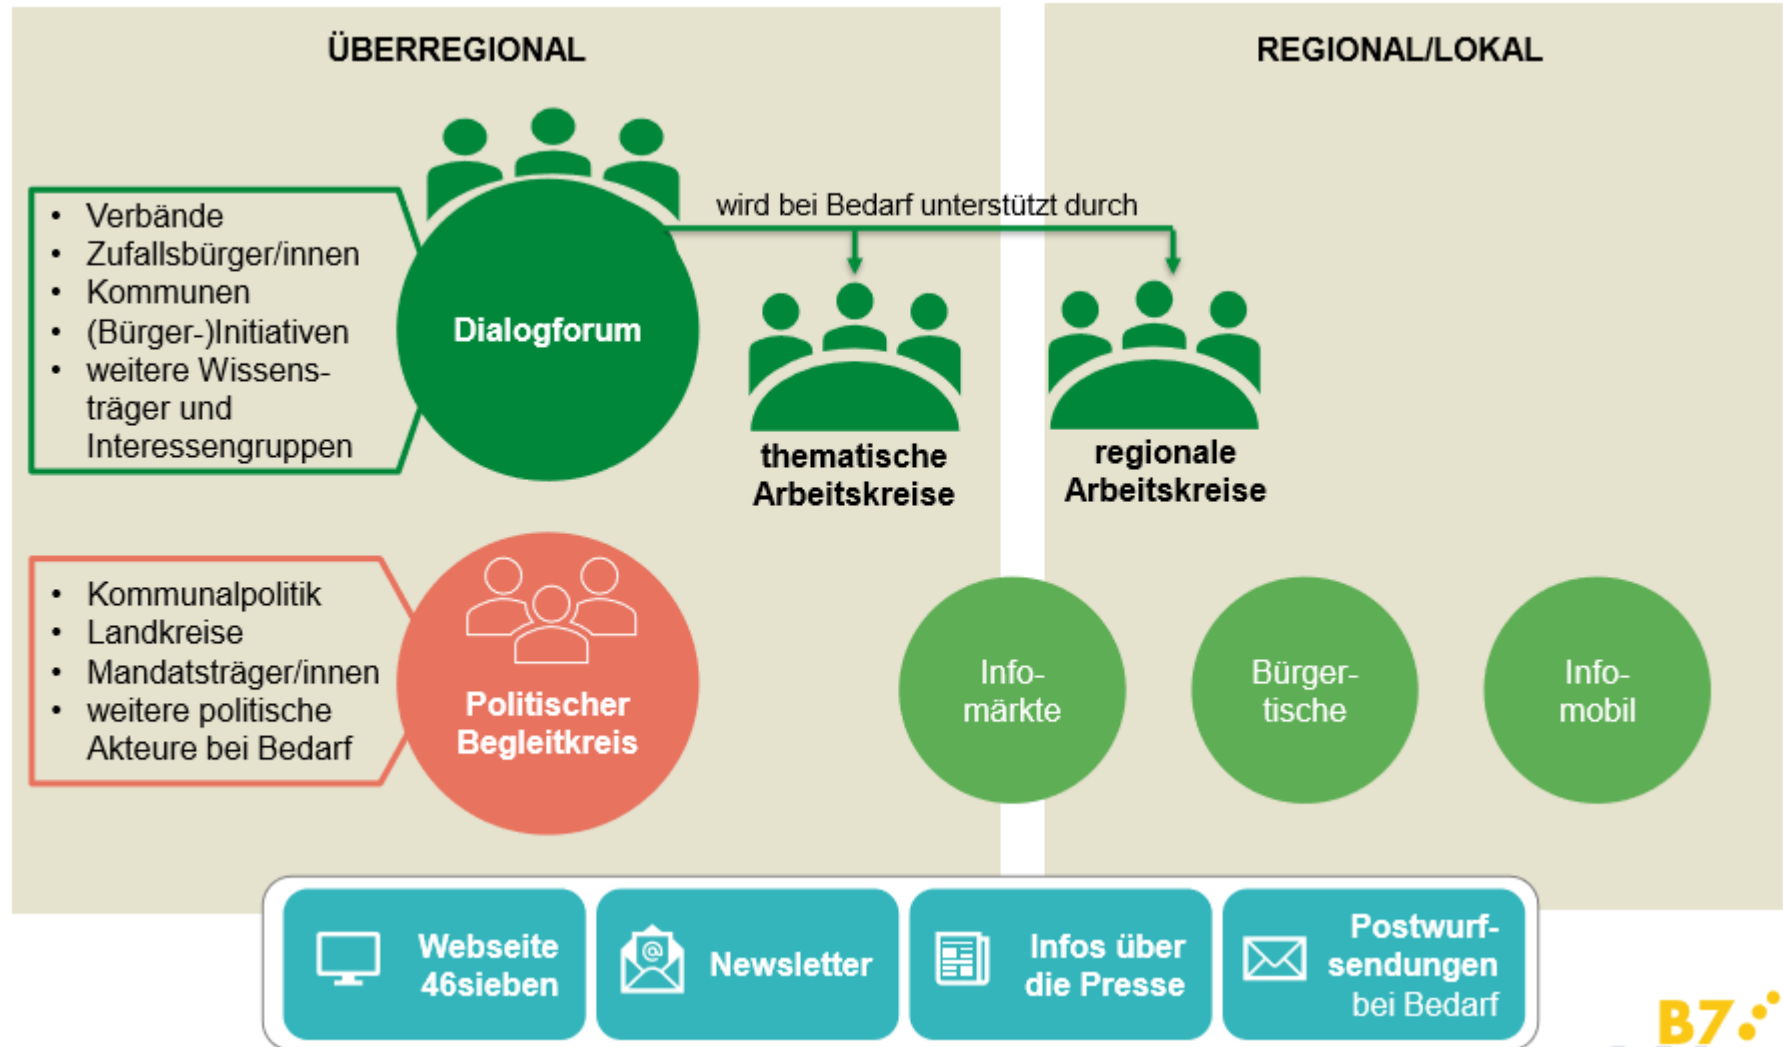 ÜBERREGIONAL
REGIONAL/LOKAL
• Verbände
• Zufallsbürger/innen
• Kommunen
• (Bürger-)Initiativen
• weitere Wissens-
träger und
Interessengruppen
Dialogforum
wird bei Bedarf unterstützt durch
thematische
Arbeitskreise
regionale
Arbeitskreise
• Kommunalpolitik
• Landkreise
• Mandatsträger/innen
• weitere politische
Akteure bei Bedarf
Politischer
Begleitkreis
Info-
märkte
Bürger-
tische
Info-
mobil
Webseite
46sieben
@
Newsletter
Infos über
die Presse
Postwurf-
sendungen
bei Bedarf
B7